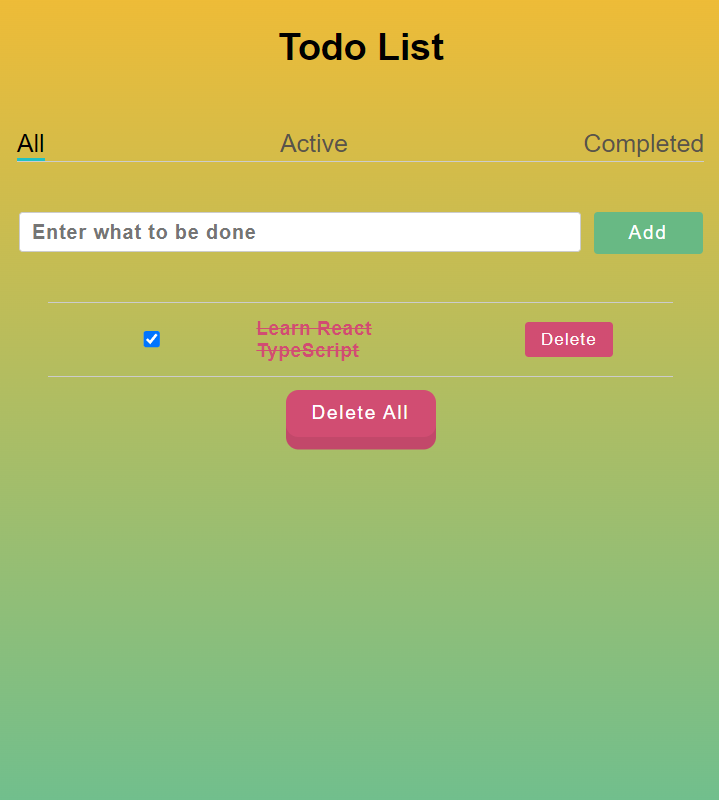 Todo List
All Active Completed
Enter what to be done Add
Learn React
TypeScript
Delete
Delete All